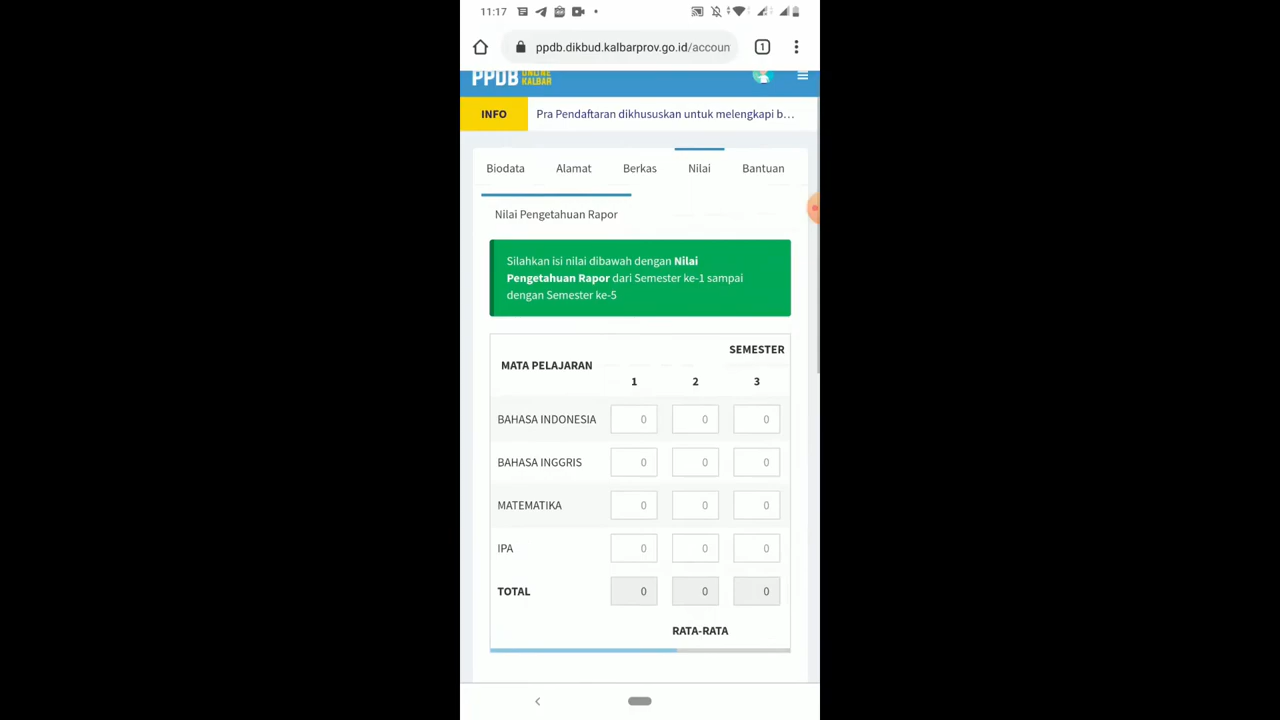 11:17
ppdb.dikbud.kalbarprov.go.id/accoun
1
PPDB ONLINE KALBAR
INFO
Pra Pendaftaran dikhususkan untuk melengkapi b...
Biodata Alamat Berkas Nilai Bantuan
Nilai Pengetahuan Rapor
Silahkan isi nilai dibawah dengan Nilai
Pengetahuan Rapor dari Semester ke-1 sampai
dengan Semester ke-5
SEMESTER
MATA PELAJARAN
1 2 3
BAHASA INDONESIA 0 0 0
BAHASA INGGRIS 0 0 0
MATEMATIKA 0 0 0
IPA 0 0 0
TOTAL 0 0 0
RATA-RATA